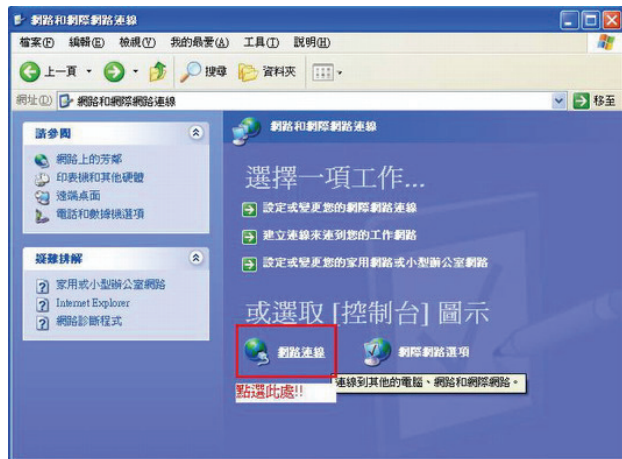 網路和網際網路連線
檔案(F) 編輯(E) 檢視(V) 我的最愛(A) 工具(T) 說明(H)
上一頁 搜尋 資料夾
網址(D) 網路和網際網路連線 移至
請參閱
網路上的芳鄰
印表機和其他硬體
遠端桌面
電話和數據機選項
疑難排解
家用或小型辦公室網路
Internet Explorer
網路診斷程式
網路和網際網路連線
選擇一項工作...
設定或變更您的網際網路連線
建立連線來連到您的工作網路
設定或變更您的家用網路或小型辦公室網路
或選取 [控制台] 圖示
網路連線 網際網路選項
連線到其他的電腦、網路和網際網路。
點選此處!!